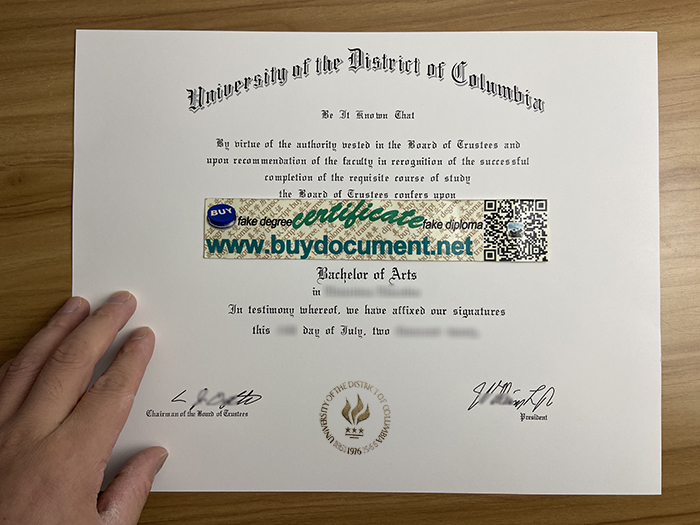 University of the District of Columbia
Be It Known That
By virtue of the authority vested in the Board of Trustees and
upon recommendation of the faculty in rerognition of the successful
completion of the requisite course of study
the Board of Trustees confers upon
BUY
fake degree certificate fake diploma
www.buydocument.net
Bachelor of Arts
in
In testimony whereof, we have affixed our signatures
this day of July, two
Chairman of the Board of Trustees
President
UNIVERSITY OF THE DISTRICT OF COLUMBIA
1976